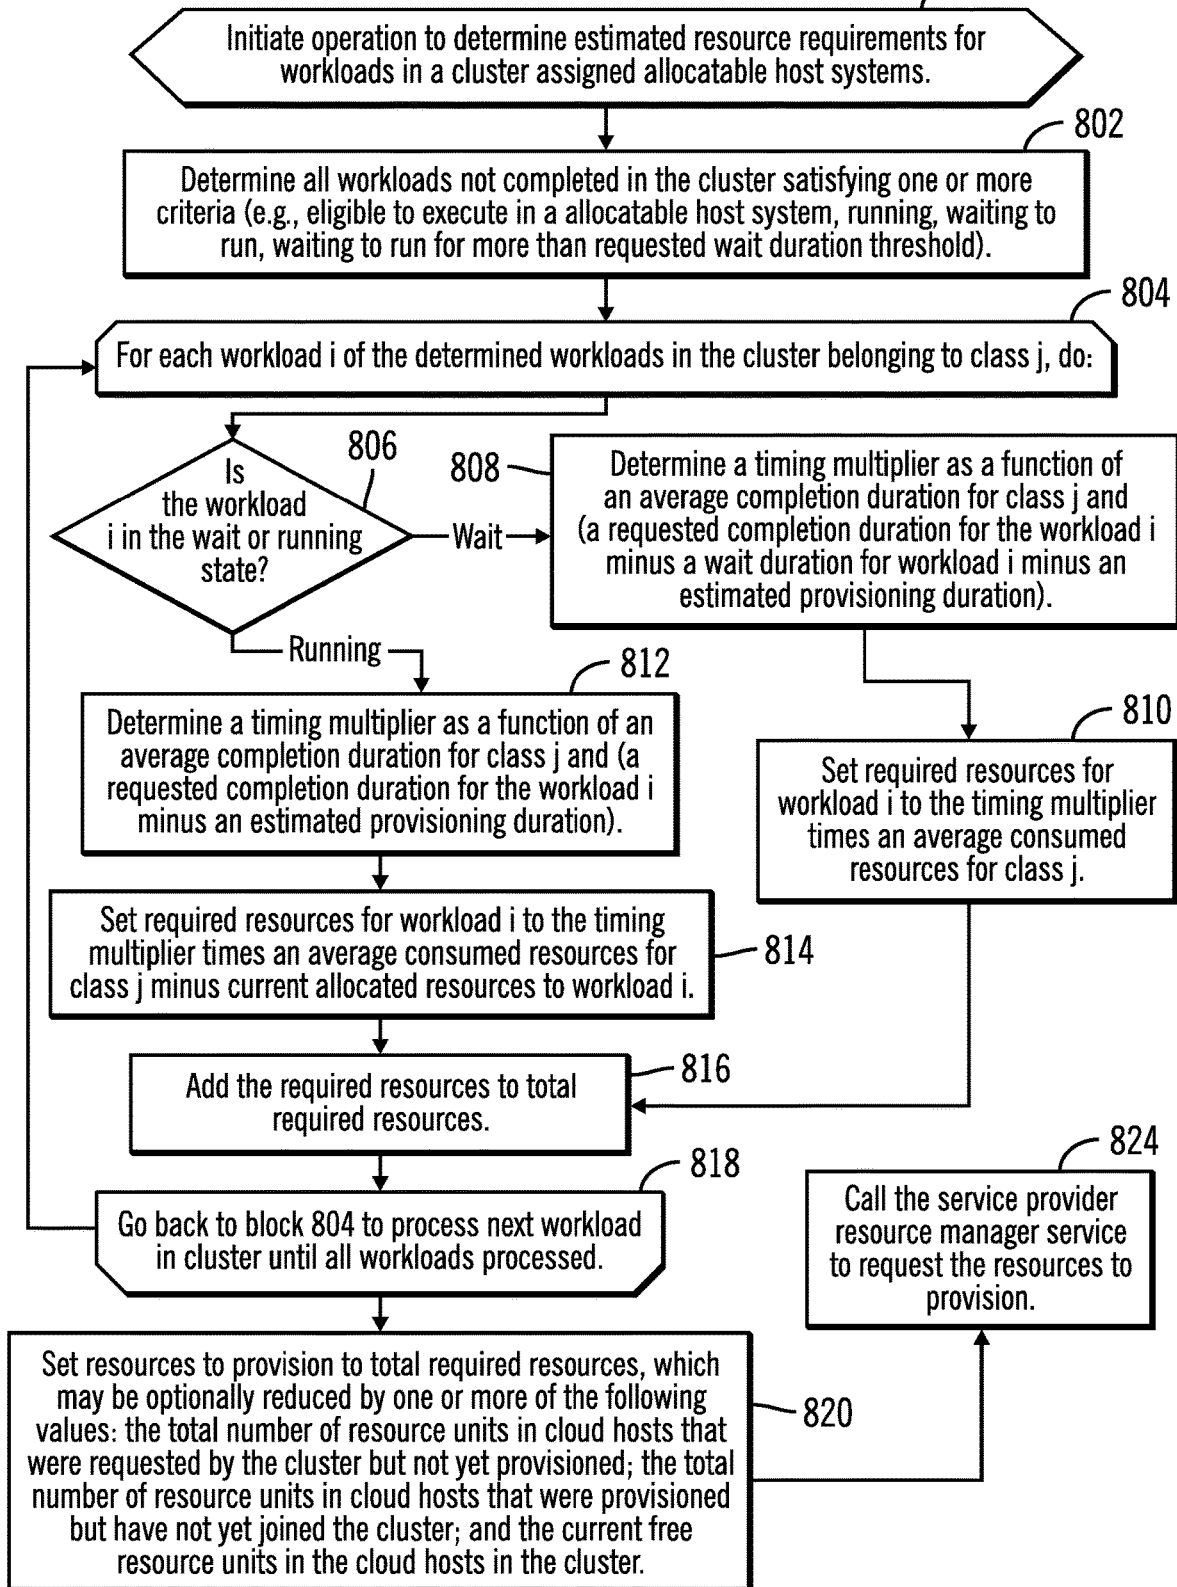 Initiate operation to determine estimated resource requirements for
workloads in a cluster assigned allocatable host systems.
802
Determine all workloads not completed in the cluster satisfying one or more
criteria (e.g., eligible to execute in a allocatable host system, running, waiting to
run, waiting to run for more than requested wait duration threshold).
804
For each workload i of the determined workloads in the cluster belonging to class j, do:
806
Is
the workload
i in the wait or running
state?
Wait
808
Determine a timing multiplier as a function of
an average completion duration for class j and
(a requested completion duration for the workload i
minus a wait duration for workload i minus an
estimated provisioning duration).
Running
812
Determine a timing multiplier as a function of an
average completion duration for class j and (a
requested completion duration for the workload i
minus an estimated provisioning duration).
810
Set required resources for
workload i to the timing multiplier
times an average consumed
resources for class j.
Set required resources for workload i to the timing
multiplier times an average consumed resources for
class j minus current allocated resources to workload i.
814
Add the required resources to total
required resources.
816
818
Go back to block 804 to process next workload
in cluster until all workloads processed.
824
Call the service provider
resource manager service
to request the resources to
provision.
Set resources to provision to total required resources, which
may be optionally reduced by one or more of the following
values: the total number of resource units in cloud hosts that
were requested by the cluster but not yet provisioned; the total
number of resource units in cloud hosts that were provisioned
but have not yet joined the cluster; and the current free
resource units in the cloud hosts in the cluster.
820